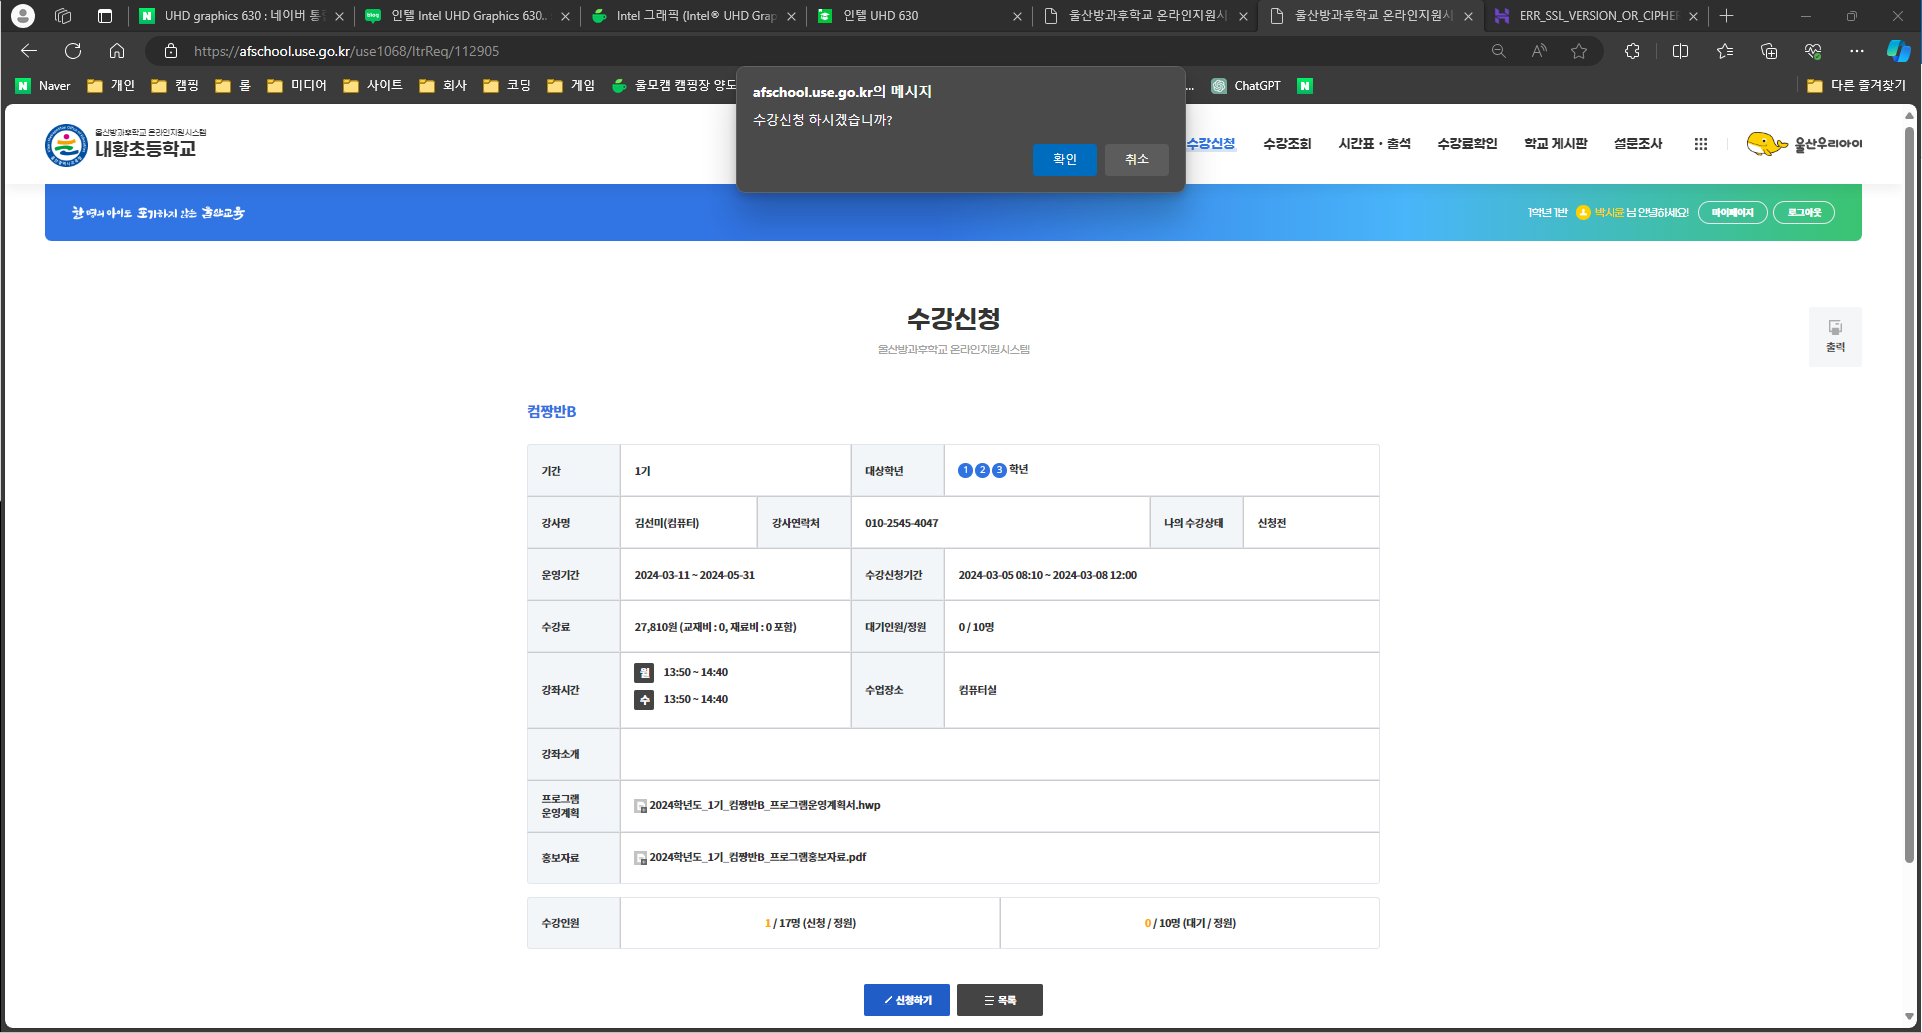 UHD graphics 630 : 네이버 통
인텔 Intel UHD Graphics 630..
Intel 그래픽 (Intel® UHD Grap
인텔 UHD 630
울산방과후학교 온라인지원시
울산방과후학교 온라인지원시
ERR_SSL_VERSION_OR_CIPHE
https://afschool.use.go.kr/use1068/ltrReq/112905
Naver
개인
캠핑
롤
미디어
사이트
회사
코딩
게임
울모캠 캠핑장 양도
...
ChatGPT
다른 즐겨찾기
afschool.use.go.kr의 메시지
수강신청 하시겠습니까?
확인
취소
울산방과후학교 온라인지원시스템
내황초등학교
수강신청
수강조회
시간표・출석
수강료확인
학교 게시판
설문조사
울산우리아이
한 명의 아이도 포기하지 않는 울산교육
1학년 1반 박시윤 님 안녕하세요!
마이페이지
로그아웃
수강신청
울산방과후학교 온라인지원시스템
출력
컴짱반B
기간
1기
대상학년
1 2 3 학년
강사명
김선미(컴퓨터)
강사연락처
010-2545-4047
나의 수강상태
신청전
운영기간
2024-03-11 ~ 2024-05-31
수강신청기간
2024-03-05 08:10 ~ 2024-03-08 12:00
수강료
27,810원 (교재비 : 0, 재료비 : 0 포함)
대기인원/정원
0 / 10명
강좌시간
월 13:50 ~ 14:40
수 13:50 ~ 14:40
수업장소
컴퓨터실
강좌소개
프로그램
운영계획
2024학년도_1기_컴짱반B_프로그램운영계획서.hwp
홍보자료
2024학년도_1기_컴짱반B_프로그램홍보자료.pdf
수강인원
1 / 17명 (신청 / 정원)
0 / 10명 (대기 / 정원)
신청하기
목록